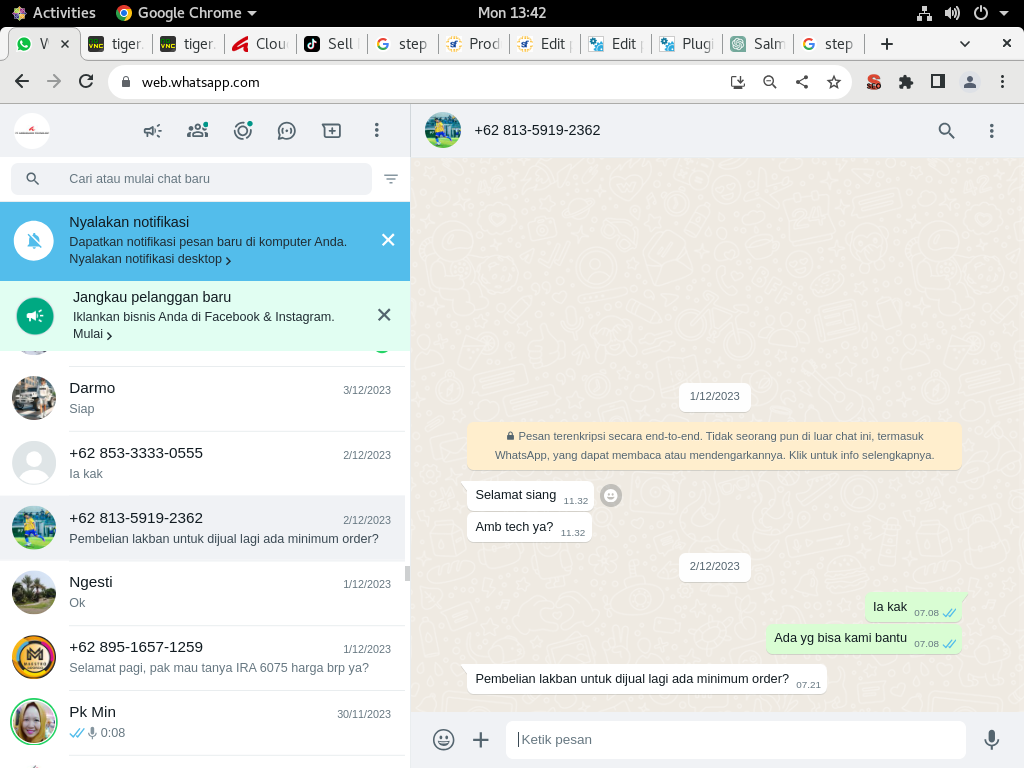 Activities
Google Chrome
Mon 13:42
W
tiger
tiger
Clou
Sell
step
Prod
Edit
Edit
Plugi
Salm
step
web.whatsapp.com
SEO
Cari atau mulai chat baru
Nyalakan notifikasi
Dapatkan notifikasi pesan baru di komputer Anda.
Nyalakan notifikasi desktop
Jangkau pelanggan baru
Iklankan bisnis Anda di Facebook & Instagram.
Mulai
Darmo
3/12/2023
Siap
+62 853-3333-0555
2/12/2023
Ia kak
+62 813-5919-2362
2/12/2023
Pembelian lakban untuk dijual lagi ada minimum order?
Ngesti
1/12/2023
Ok
+62 895-1657-1259
1/12/2023
Selamat pagi, pak mau tanya IRA 6075 harga brp ya?
Pk Min
30/11/2023
0:08
+62 813-5919-2362
1/12/2023
Pesan terenkripsi secara end-to-end. Tidak seorang pun di luar chat ini, termasuk
WhatsApp, yang dapat membaca atau mendengarkannya. Klik untuk info selengkapnya.
Selamat siang 11.32
Amb tech ya? 11.32
2/12/2023
Ia kak 07.08
Ada yg bisa kami bantu 07.08
Pembelian lakban untuk dijual lagi ada minimum order? 07.21
Ketik pesan